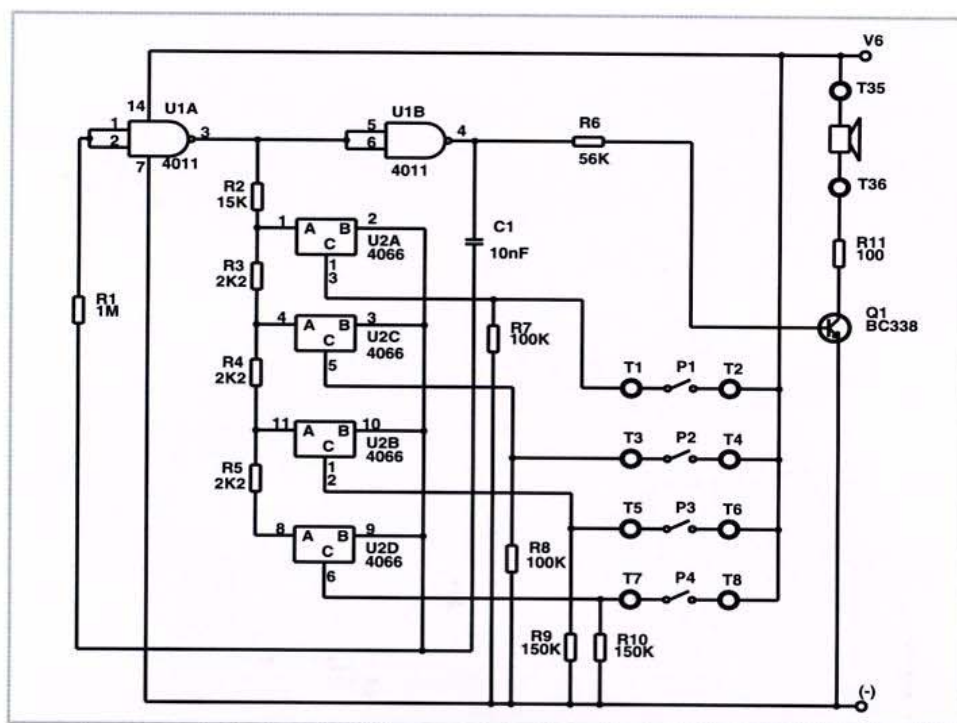 V6
T35
14
U1A
U1B
1
2
3
5
6
4
R6
56K
4011
4011
7
T36
R2
15K
C1
10nF
R11
100
1
A
B
2
U2A
4066
C
1
3
R3
2K2
R1
1M
4
A
B
3
U2C
4066
C
5
R7
100K
Q1
BC338
R4
2K2
T1
P1
T2
11
A
B
10
U2B
4066
C
1
2
T3
P2
T4
R5
2K2
T5
P3
T6
8
A
B
9
U2D
4066
C
6
R8
100K
T7
P4
T8
R9
150K
R10
150K
(-)